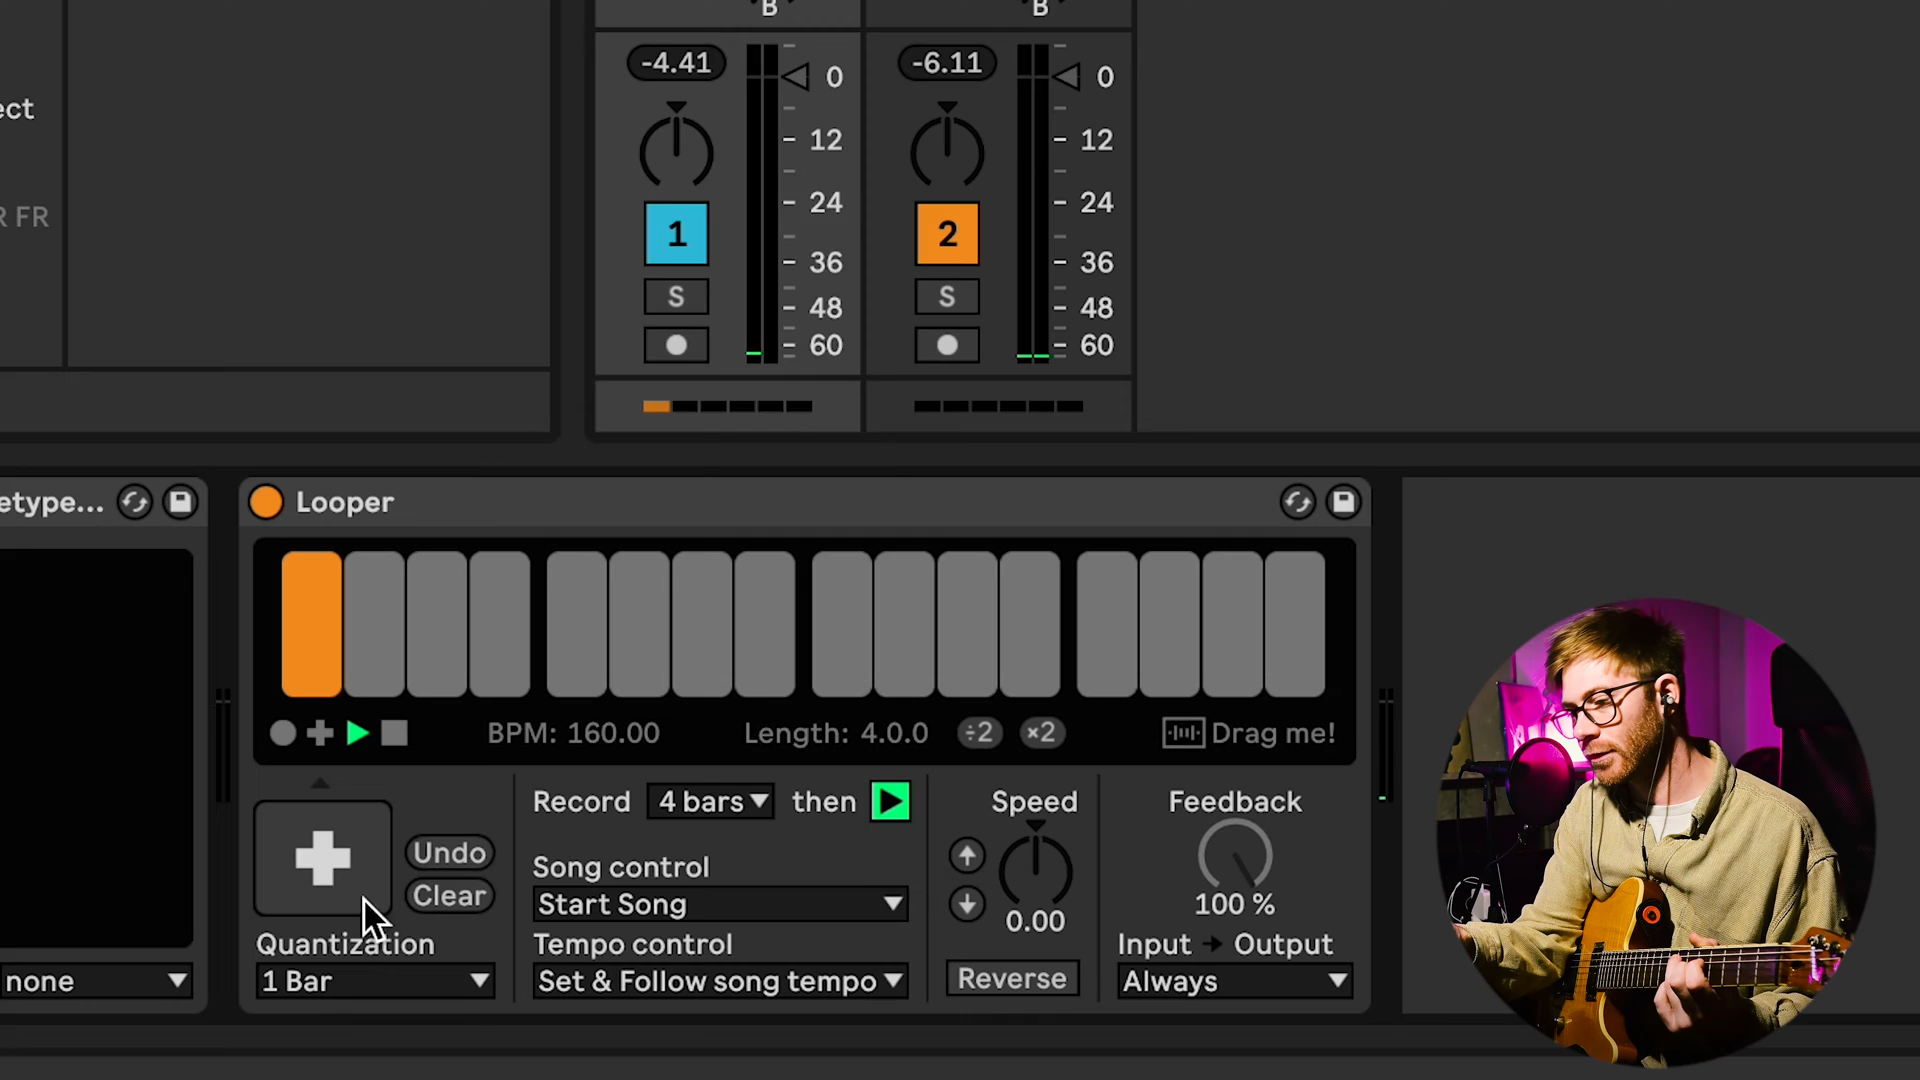 B
B
-4.41
0
-6.11
0
ect
12
12
24
24
R FR
1
2
36
36
S
S
48
48
60
60
etype...
Looper
BPM: 160.00
Length: 4.0.0
÷2
×2
Drag me!
Record
4 bars
then
Speed
Feedback
Undo
Song control
Clear
Start Song
0.00
100 %
Quantization
Tempo control
Input → Output
none
1 Bar
Set & Follow song tempo
Reverse
Always